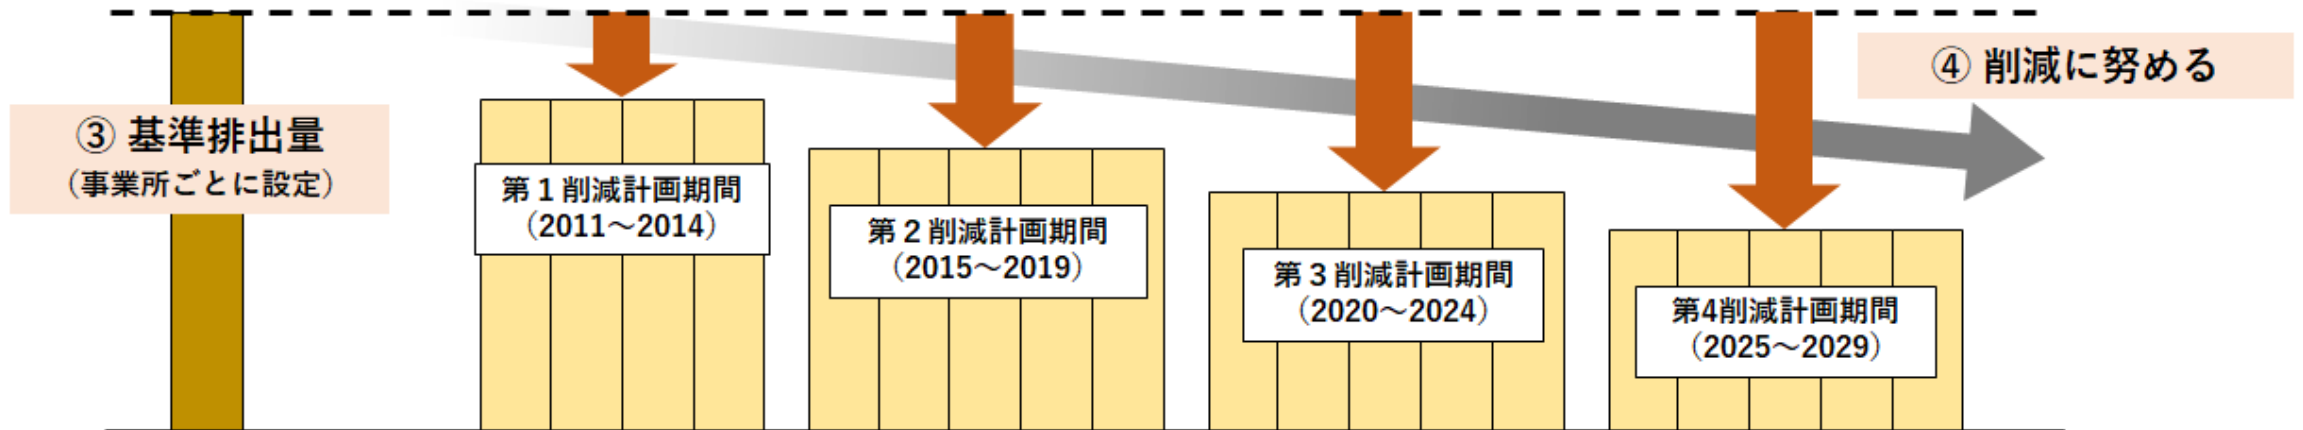 ③ 基準排出量
（事業所ごとに設定）
第１削減計画期間
（2011～2014）
第２削減計画期間
（2015～2019）
第３削減計画期間
（2020～2024）
第4削減計画期間
（2025～2029）
④ 削減に努める